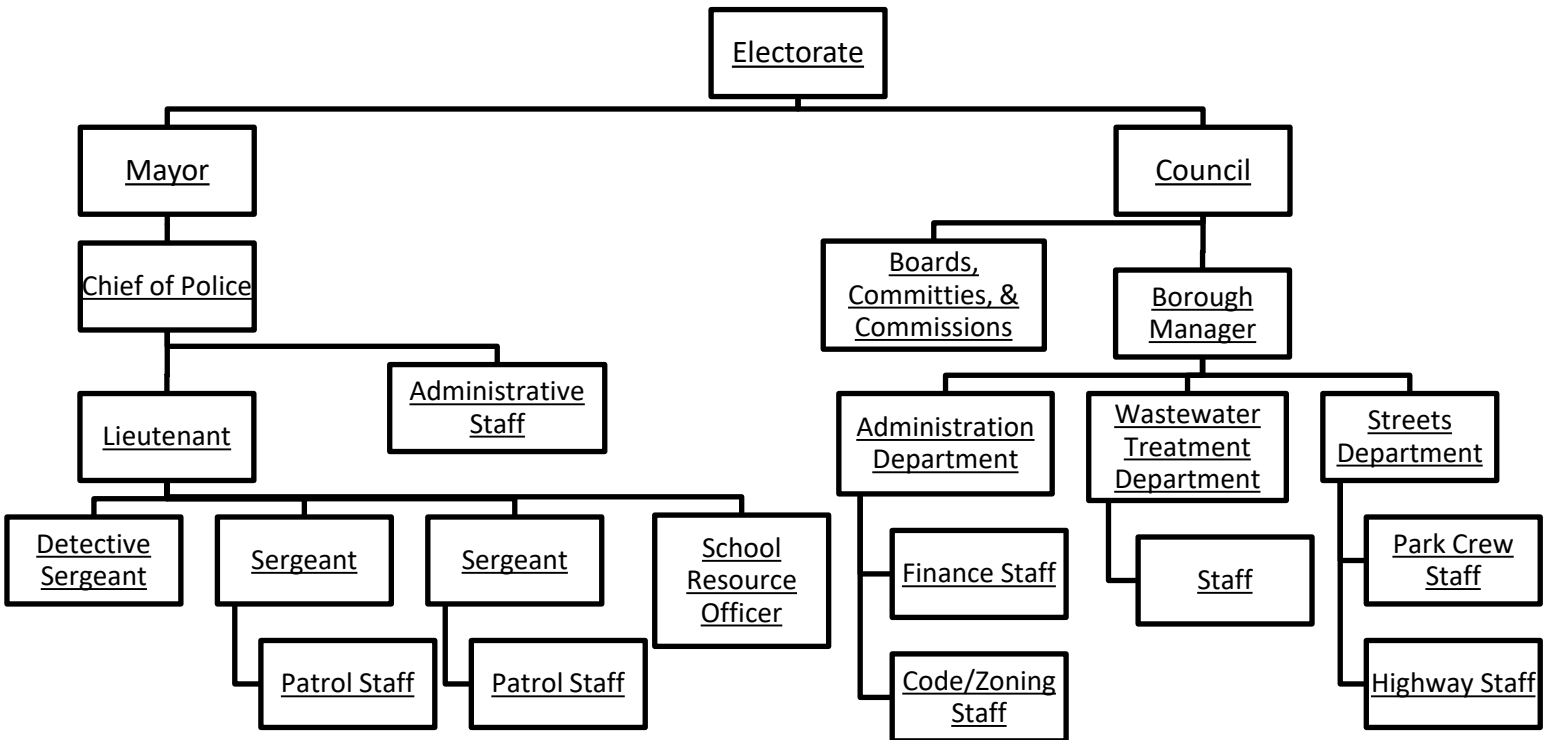 Electorate
Mayor
Council
Chief of Police
Boards,
Committies, &
Commissions
Borough
Manager
Administrative
Staff
Lieutenant
Administration
Department
Wastewater
Treatment
Department
Streets
Department
Detective
Sergeant
Sergeant
Sergeant
School
Resource
Officer
Finance Staff
Staff
Park Crew
Staff
Patrol Staff
Patrol Staff
Code/Zoning
Staff
Highway Staff